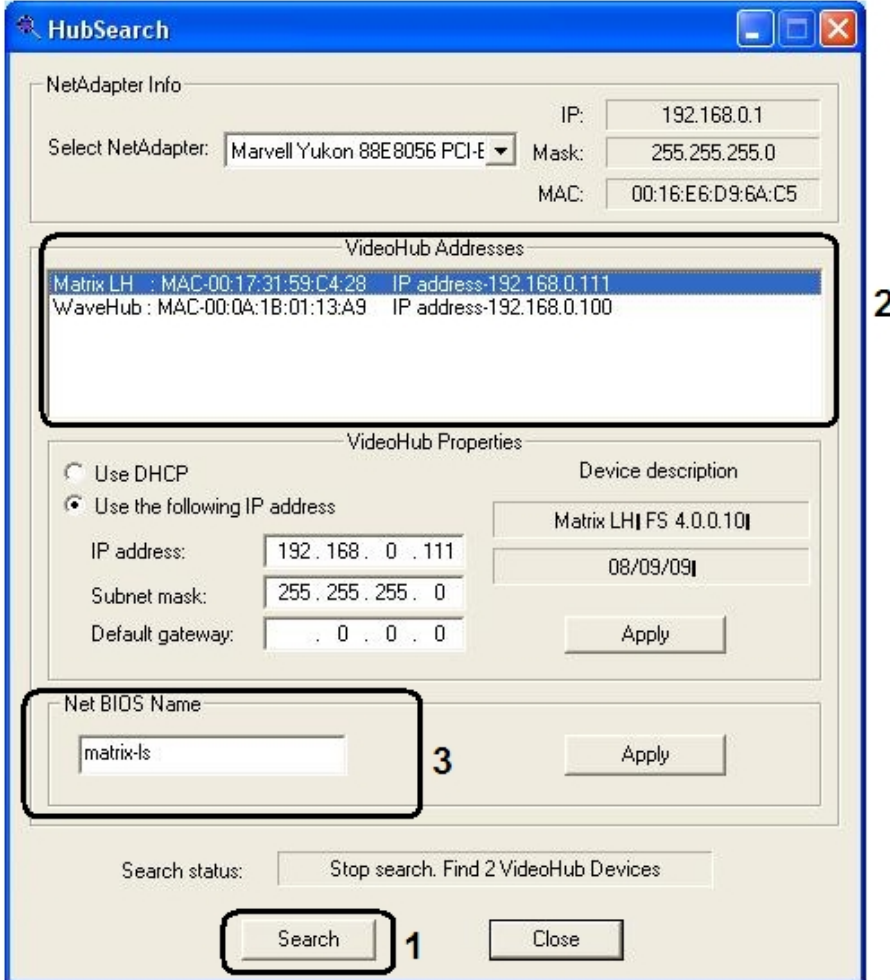 HubSearch
NetAdapter Info
IP: 192.168.0.1
Select NetAdapter: Marvell Yukon 88E8056 PCI-E Mask: 255.255.255.0
MAC: 00:16:E6:D9:6A:C5
VideoHub Addresses
Matrix LH : MAC-00:17:31:59:C4:28 IP address-192.168.0.111
WaveHub : MAC-00:0A:1B:01:13:A9 IP address-192.168.0.100
2
VideoHub Properties
Use DHCP Device description
Use the following IP address
Matrix LH FS 4.0.0.10
IP address: 192 . 168 . 0 . 111
08/09/09
Subnet mask: 255 . 255 . 255 . 0
Default gateway: . 0 . 0 . 0 Apply
Net BIOS Name
matrix-ls 3 Apply
Search status: Stop search. Find 2 VideoHub Devices
Search 1 Close